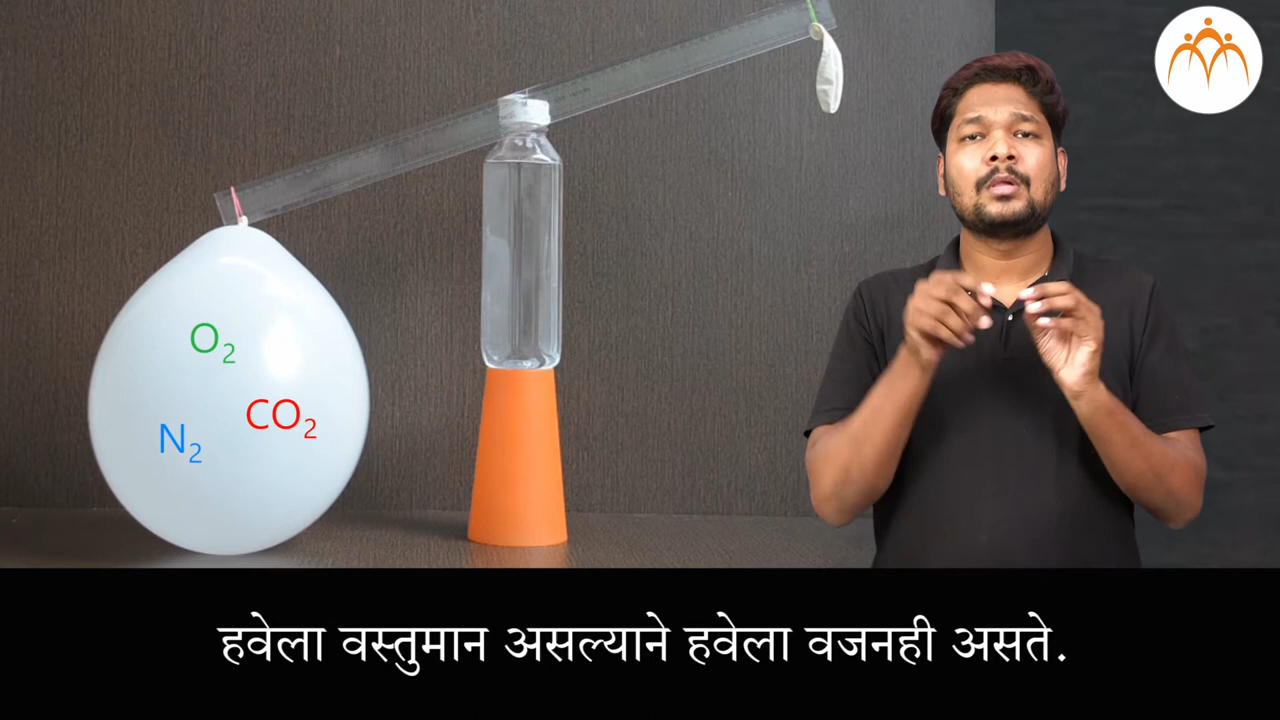 O₂
CO₂
N₂
हवेला वस्तुमान असल्याने हवेला वजनही असते.